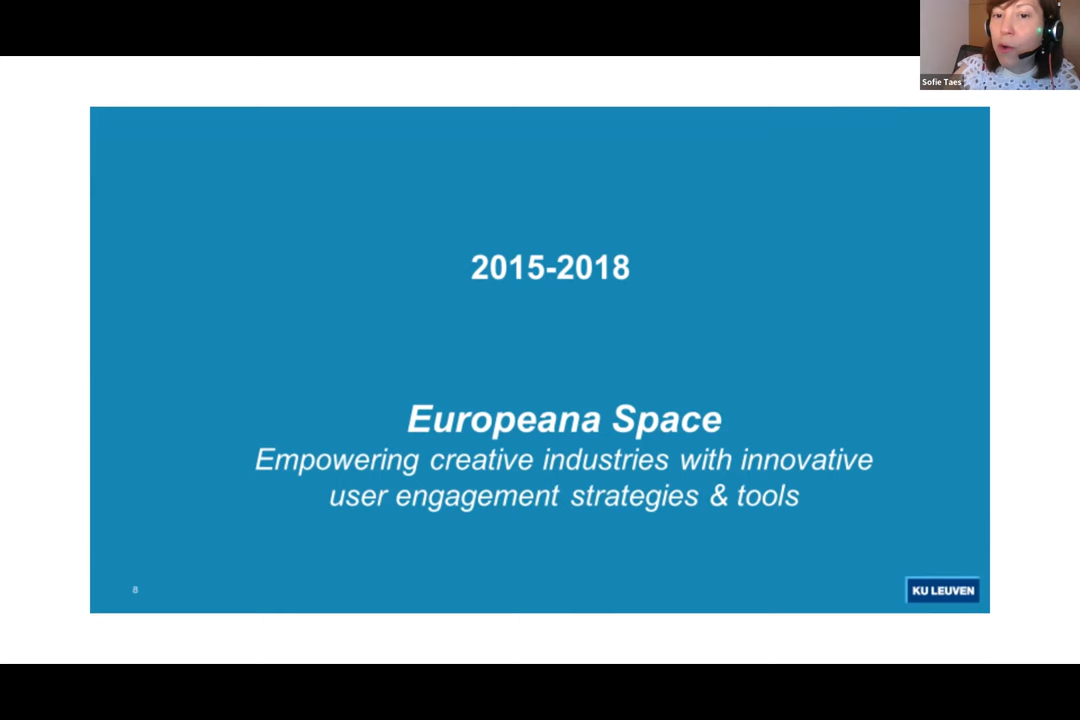 Sofie Taes
2015-2018
Europeana Space
Empowering creative industries with innovative
user engagement strategies & tools
8
KU LEUVEN